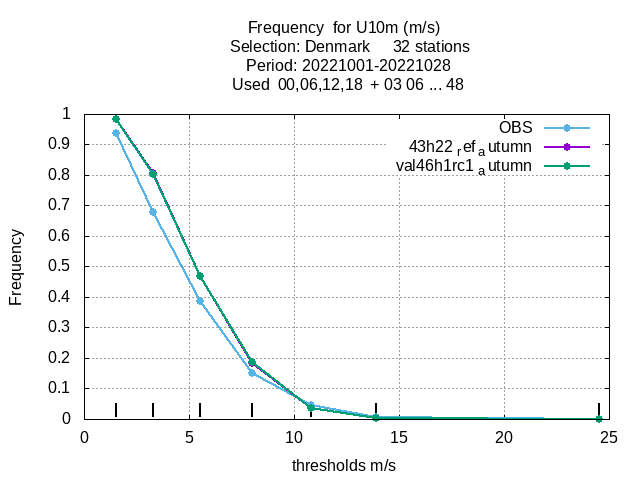 Frequency  for U10m (m/s)
Selection: Denmark     32 stations
Period: 20221001-20221028
Used  00,06,12,18  + 03 06 ... 48
OBS
43h22 ref a utumn
val46h1rc1 a utumn
1
0.9
0.8
0.7
0.6
0.5
0.4
0.3
0.2
0.1
0
Frequency
0 5 10 15 20 25
thresholds m/s